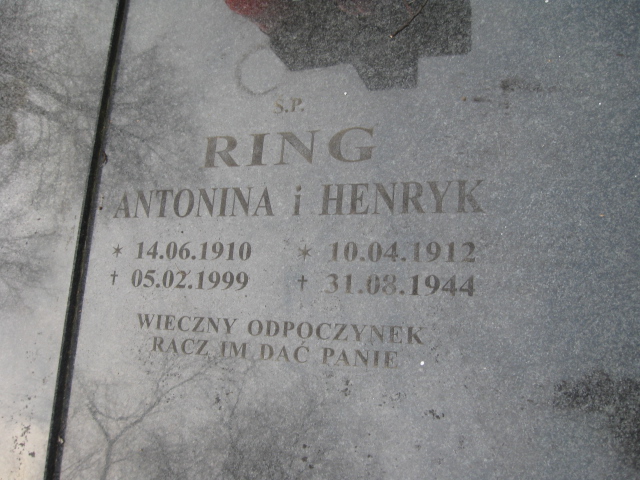 Ś.P.
RING
ANTONINA i HENRYK
* 14.06.1910 * 10.04.1912
† 05.02.1999 † 31.08.1944
WIECZNY ODPOCZYNEK
RACZ IM DAĆ PANIE